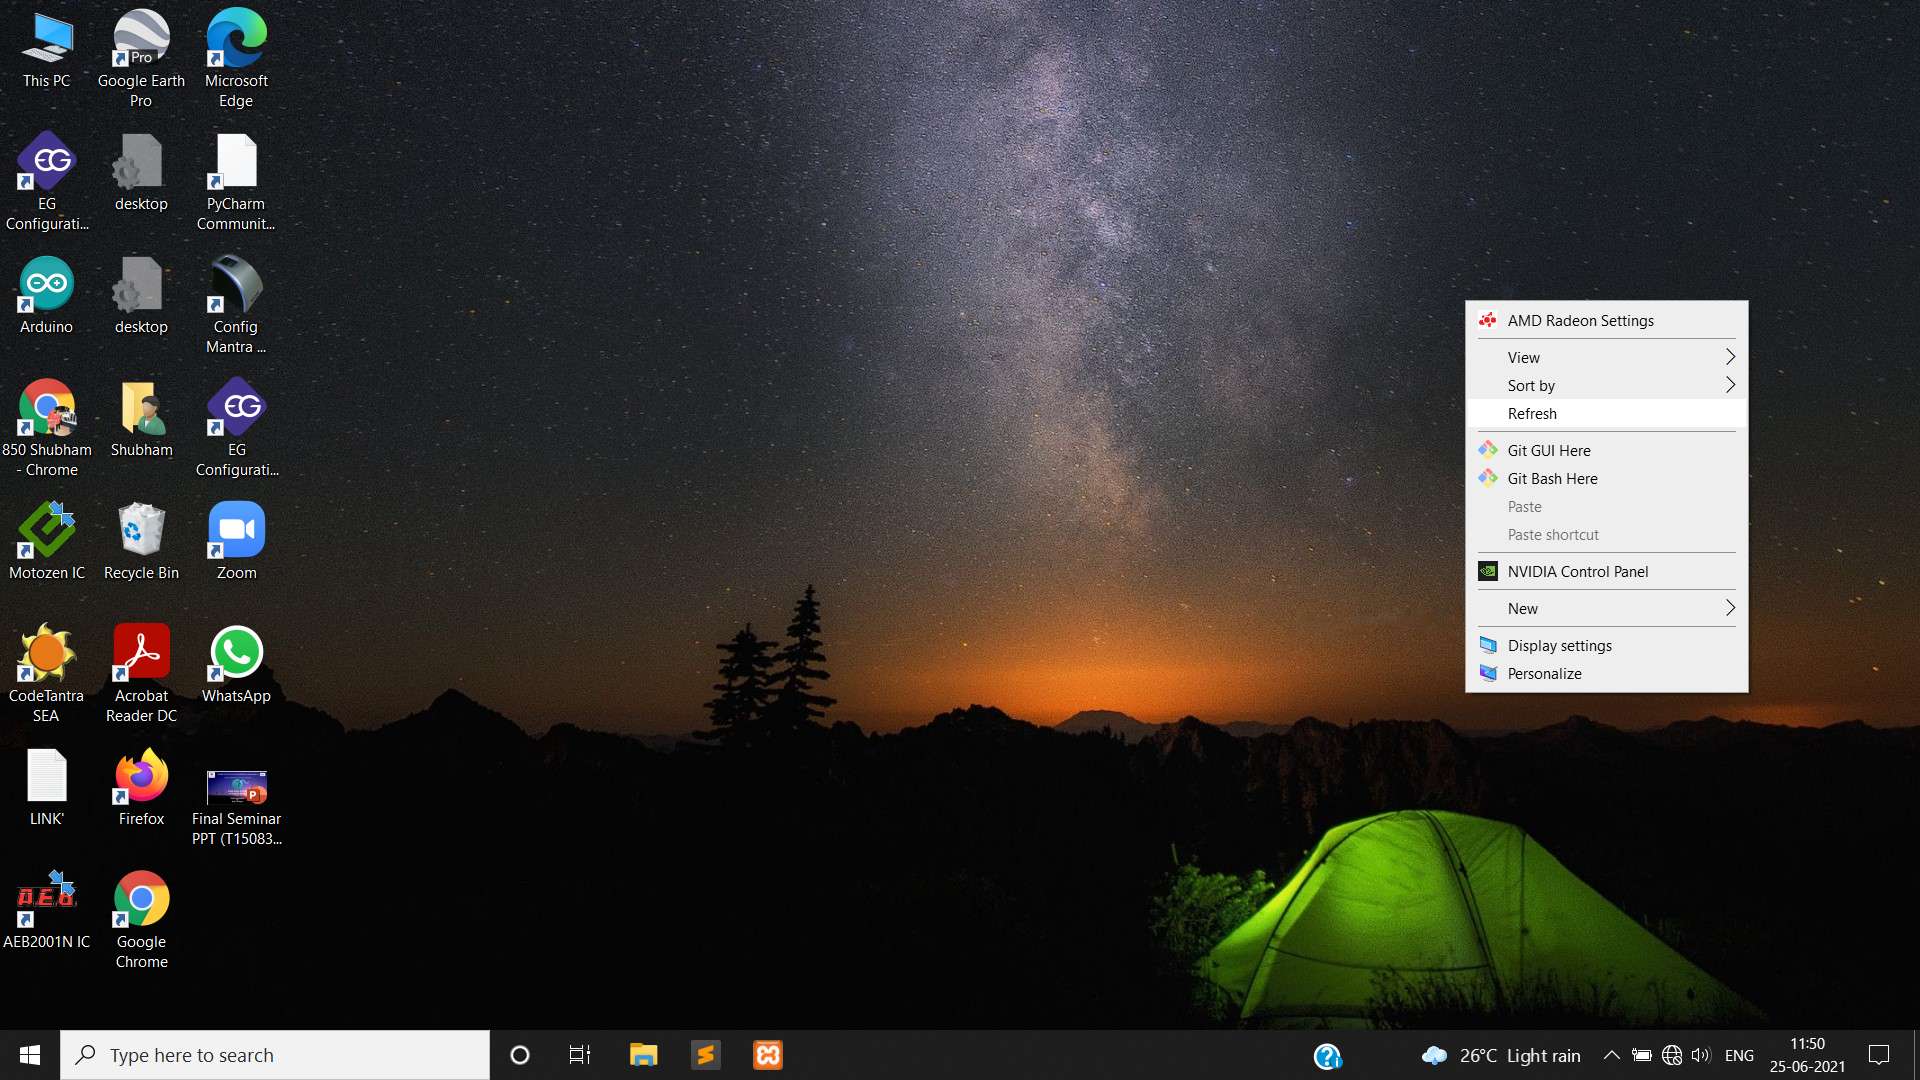 This PC
Google Earth
Pro
Microsoft
Edge
EG
Configurati...
desktop
PyCharm
Communit...
Arduino
desktop
Config
Mantra ...
850 Shubham
- Chrome
Shubham
EG
Configurati...
Motozen IC
Recycle Bin
Zoom
CodeTantra
SEA
Acrobat
Reader DC
WhatsApp
LINK'
Firefox
Final Seminar
PPT (T15083...
AEB2001N IC
Google
Chrome
Pro
EG
EG
P
AMD Radeon Settings
View
Sort by
Refresh
Git GUI Here
Git Bash Here
Paste
Paste shortcut
NVIDIA Control Panel
New
Display settings
Personalize
Type here to search
26°C Light rain
ENG
11:50
25-06-2021